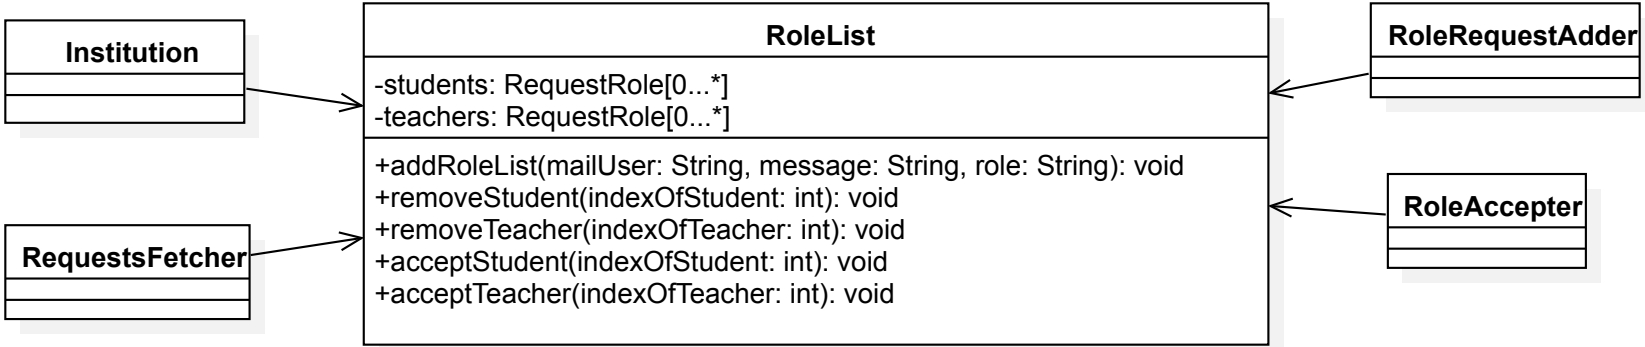 Institution
RequestsFetcher
RoleList
-students: RequestRole[0...*]
-teachers: RequestRole[0...*]
+addRoleList(mailUser: String, message: String, role: String): void
+removeStudent(indexOfStudent: int): void
+removeTeacher(indexOfTeacher: int): void
+acceptStudent(indexOfStudent: int): void
+acceptTeacher(indexOfTeacher: int): void
RoleRequestAdder
RoleAccepter